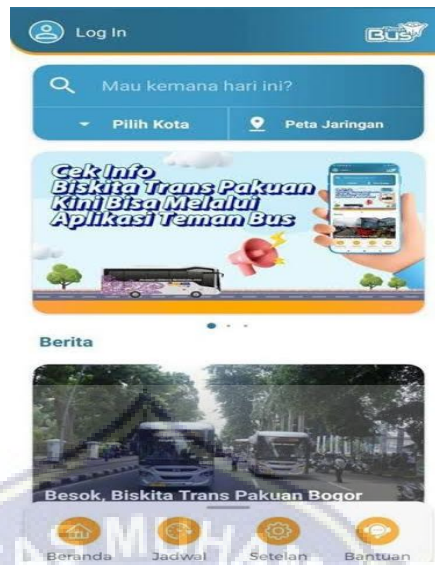 Log In
Bus
Mau kemana hari ini?
Pilih Kota
Peta Jaringan
Cek Info
Biskita Trans Pakuan
Kini Bisa Melalui
Aplikasi Teman Bus
Berita
Besok, Biskita Trans Pakuan Bogor
Beranda
Jadwal
Setelan
Bantuan